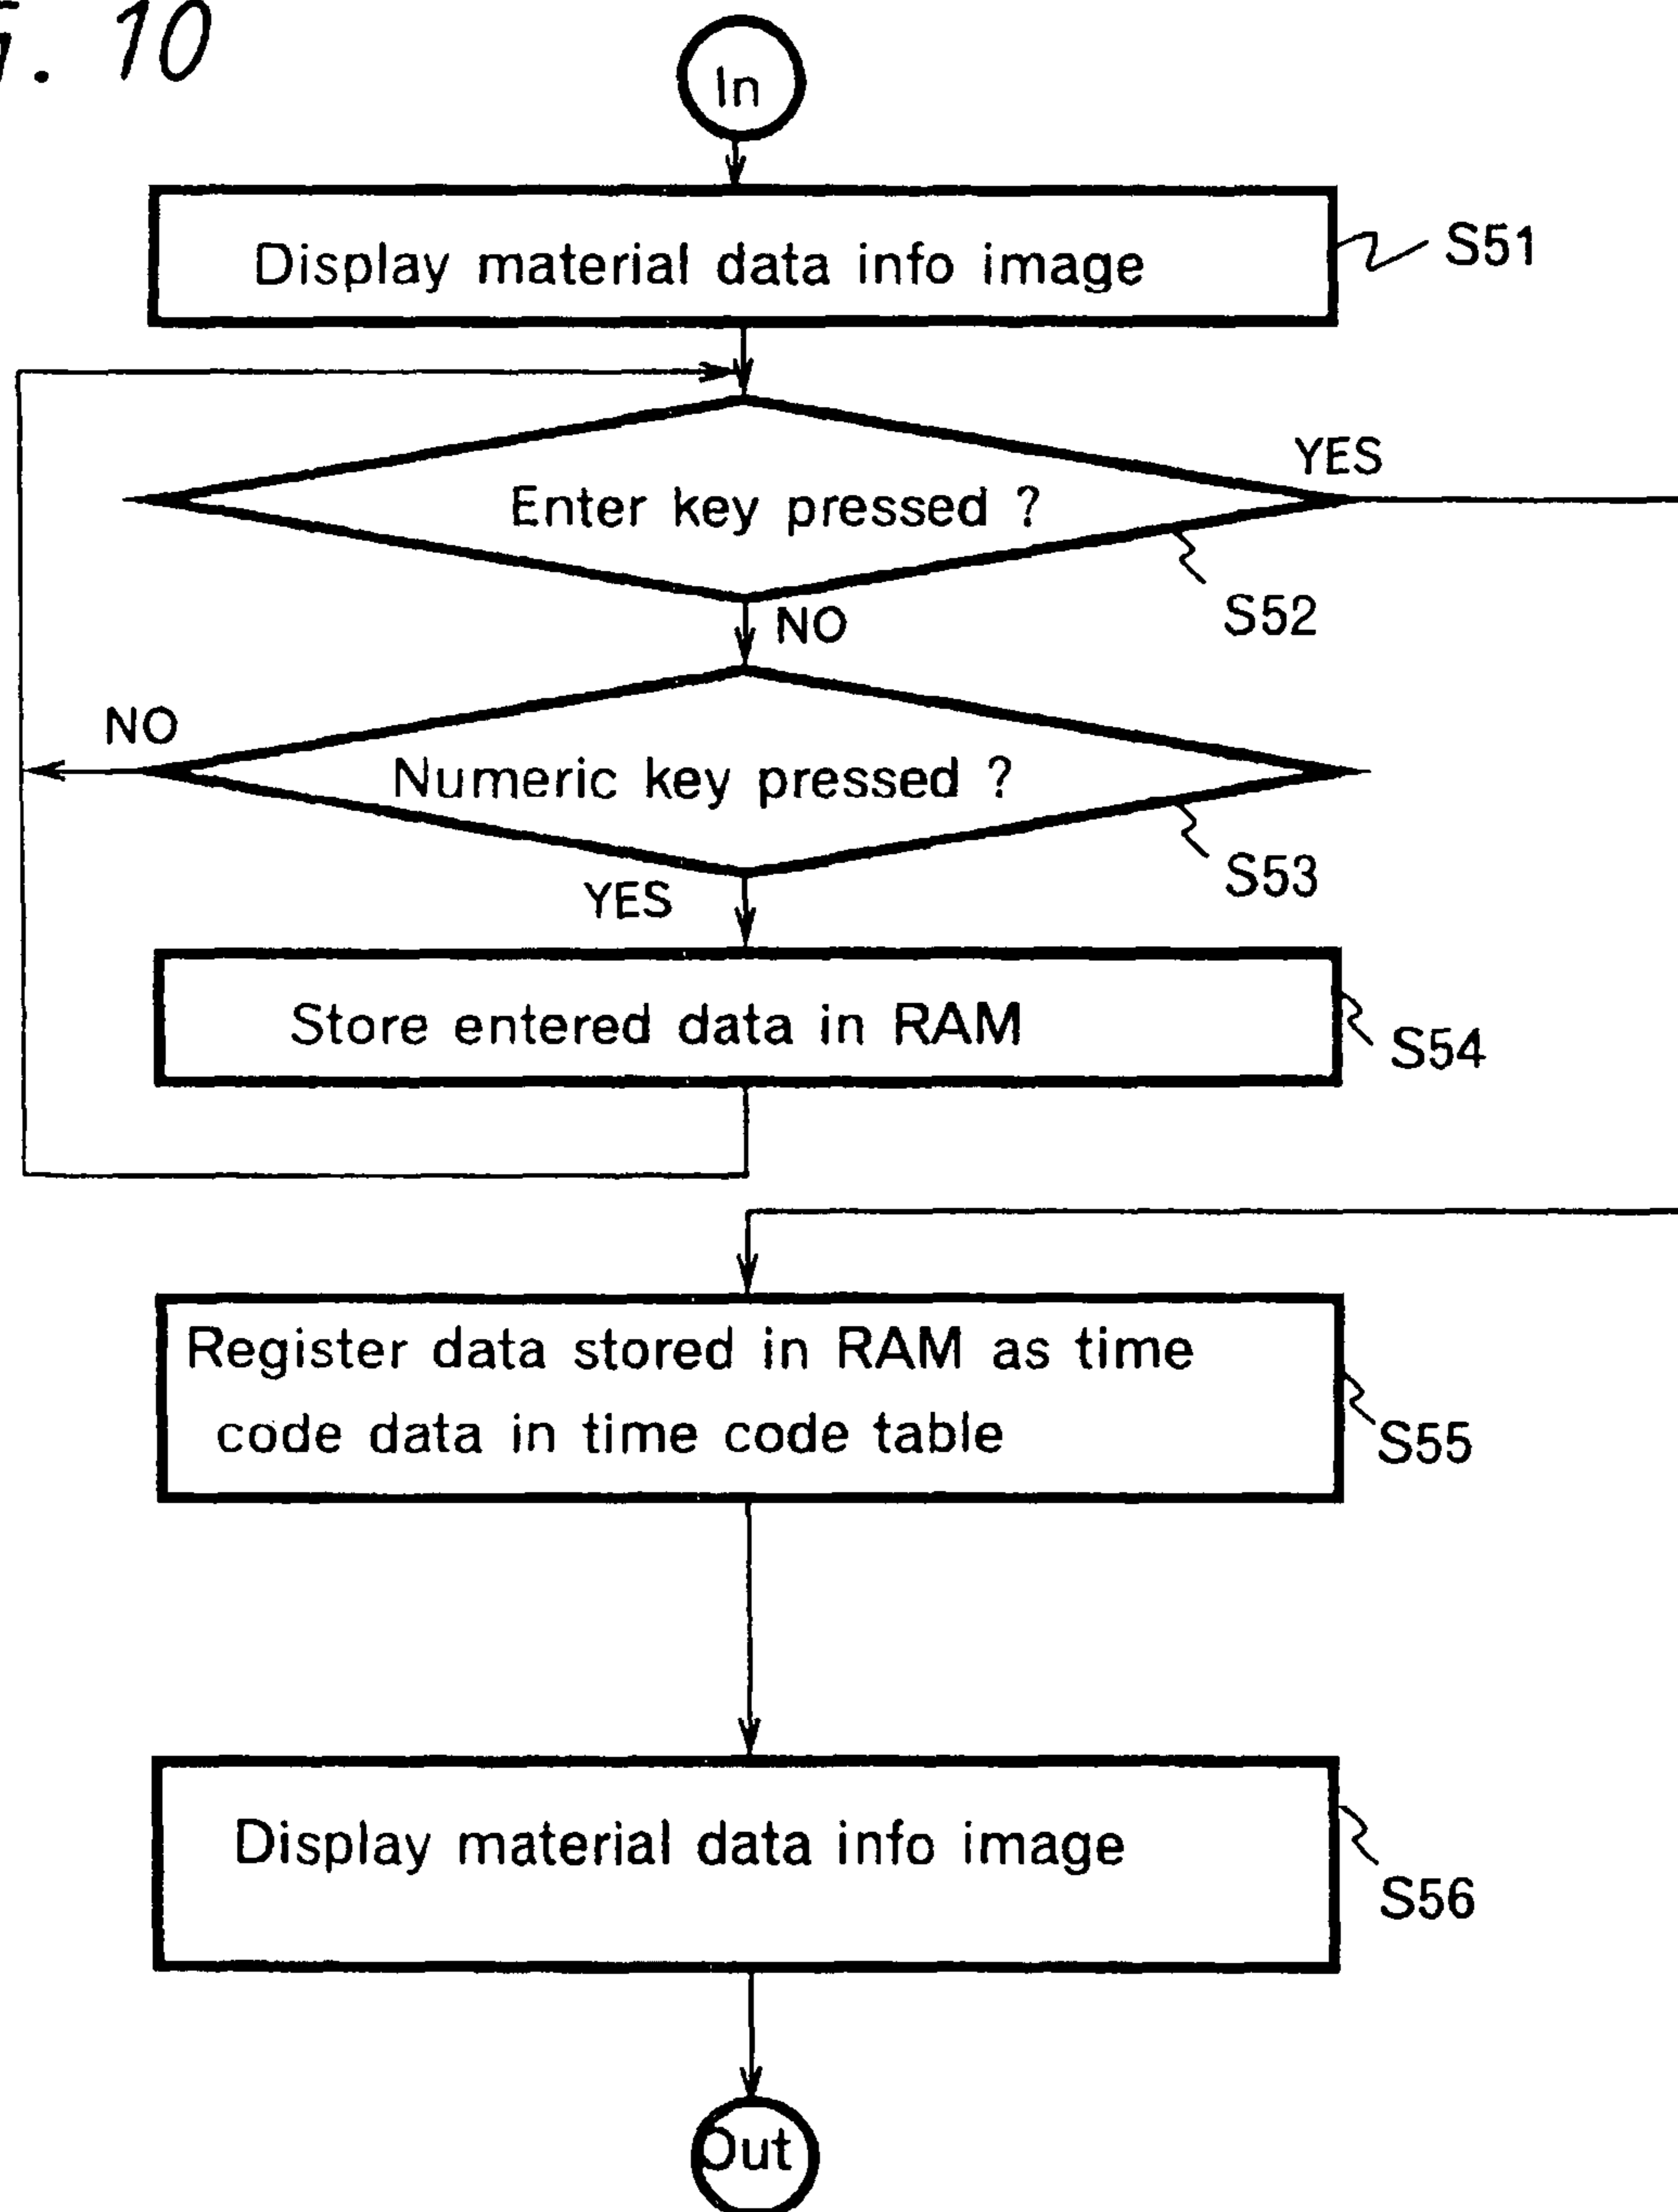 . 10
In
Display material data info image
S51
YES
Enter key pressed ?
S52
NO
NO
Numeric key pressed ?
S53
YES
Store entered data in RAM
S54
Register data stored in RAM as time
code data in time code table
S55
Display material data info image
S56
Out